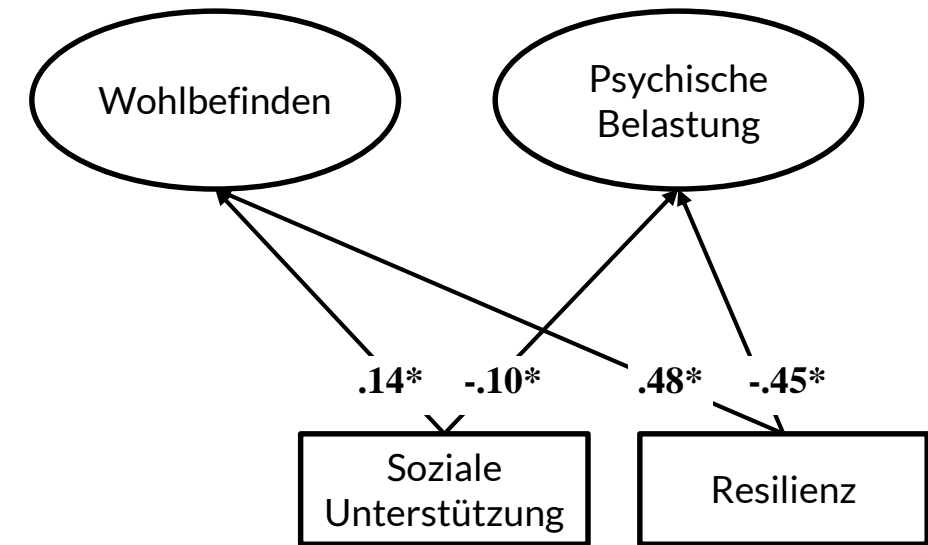 Wohlbefinden
Psychische
Belastung
.14*
-.10*
.48*
-.45*
Soziale
Unterstützung
Resilienz